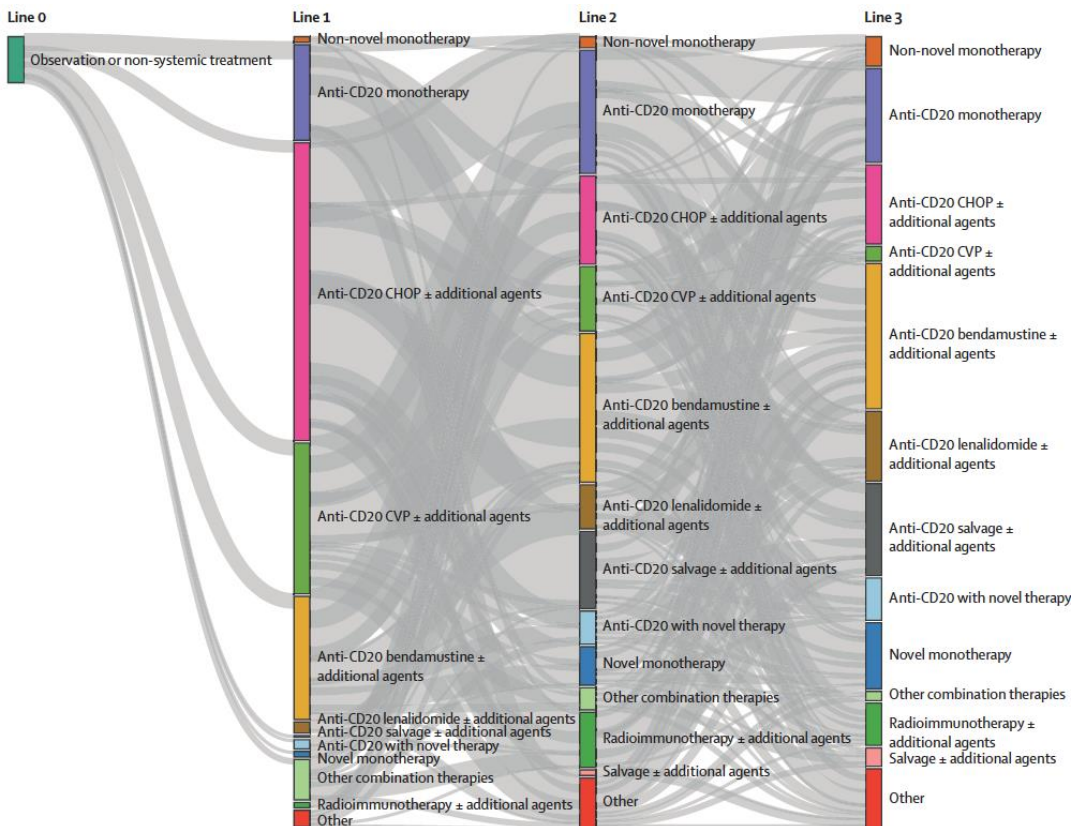 Line 0
Line 1
Line 2
Line 3
Observation or non-systemic treatment
Non-novel monotherapy
Anti-CD20 monotherapy
Anti-CD20 CHOP ± additional agents
Anti-CD20 CVP ± additional agents
Anti-CD20 bendamustine ±
additional agents
Anti-CD20 lenalidomide ± additional agents
Anti-CD20 salvage ± additional agents
Anti-CD20 with novel therapy
Novel monotherapy
Other combination therapies
Radioimmunotherapy ± additional agents
Other
Non-novel monotherapy
Anti-CD20 monotherapy
Anti-CD20 CHOP ± additional agents
Anti-CD20 CVP ± additional agents
Anti-CD20 bendamustine ±
additional agents
Anti-CD20 lenalidomide ±
additional agents
Anti-CD20 salvage ± additional agents
Anti-CD20 with novel therapy
Novel monotherapy
Other combination therapies
Radioimmunotherapy ± additional agents
Salvage ± additional agents
Other
Non-novel monotherapy
Anti-CD20 monotherapy
Anti-CD20 CHOP ±
additional agents
Anti-CD20 CVP ±
additional agents
Anti-CD20 bendamustine ±
additional agents
Anti-CD20 lenalidomide ±
additional agents
Anti-CD20 salvage ±
additional agents
Anti-CD20 with novel therapy
Novel monotherapy
Other combination therapies
Radioimmunotherapy ±
additional agents
Salvage ± additional agents
Other